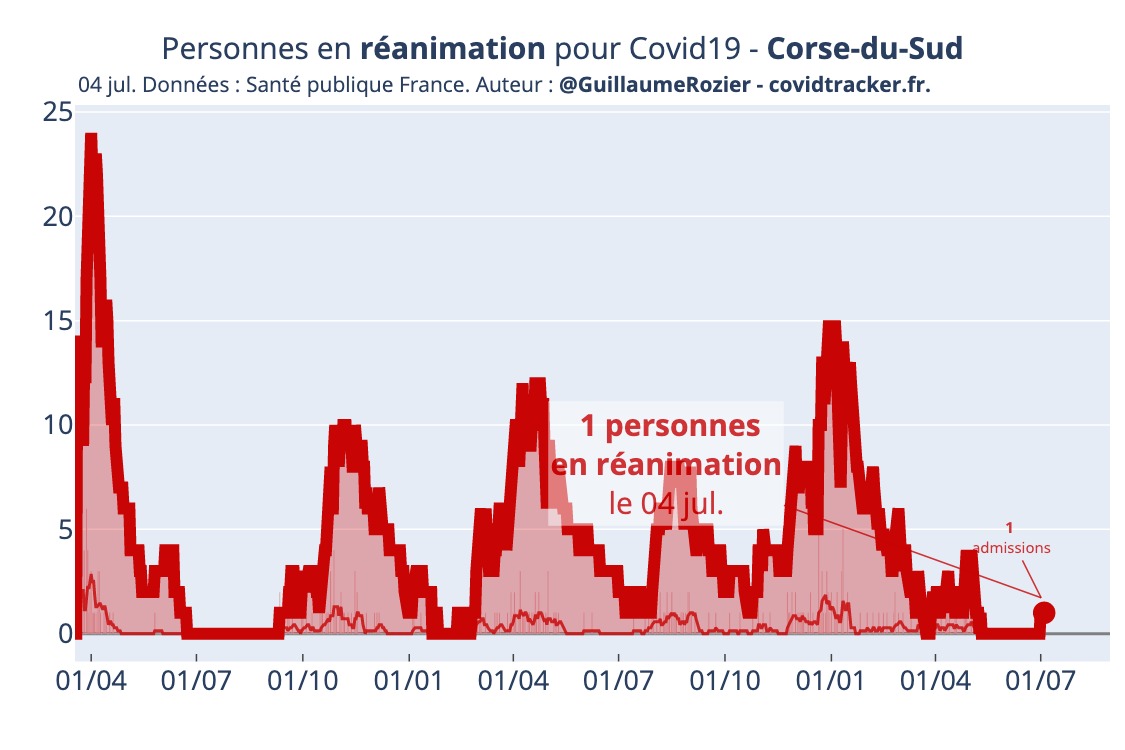 Personnes en réanimation pour Covid19 - Corse-du-Sud
04 jul. Données : Santé publique France. Auteur : @GuillaumeRozier - covidtracker.fr.
25
20
15
10
5
0
1 personnes
en réanimation
le 04 jul.
1
admissions
01/04 01/07 01/10 01/01 01/04 01/07 01/10 01/01 01/04 01/07